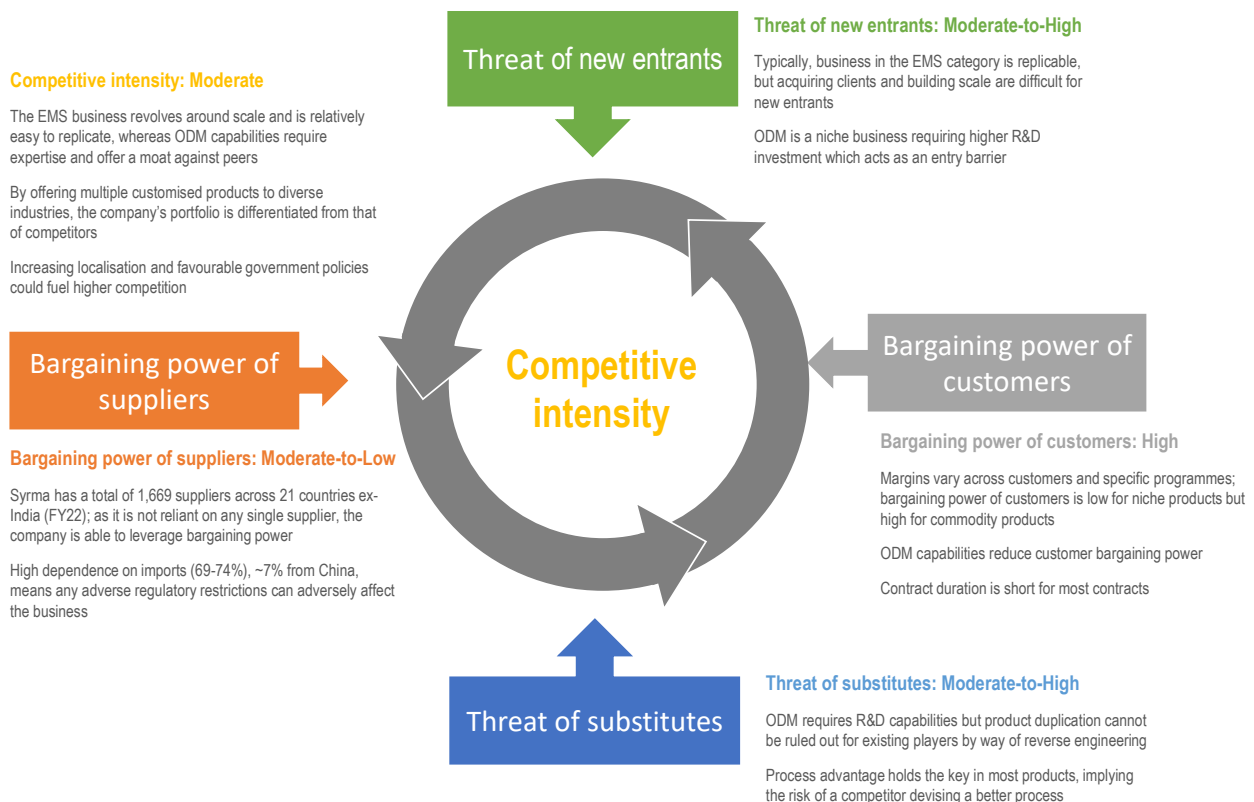 Threat of new entrants
Threat of new entrants: Moderate-to-High
Typically, business in the EMS category is replicable,
but acquiring clients and building scale are difficult for
new entrants
ODM is a niche business requiring higher R&D
investment which acts as an entry barrier
Competitive intensity: Moderate
The EMS business revolves around scale and is relatively
easy to replicate, whereas ODM capabilities require
expertise and offer a moat against peers
By offering multiple customised products to diverse
industries, the company's portfolio is differentiated from that
of competitors
Increasing localisation and favourable government policies
could fuel higher competition
Bargaining power of
suppliers
Competitive
intensity
Bargaining power of
customers
Bargaining power of suppliers: Moderate-to-Low
Syrma has a total of 1,669 suppliers across 21 countries ex-
India (FY22); as it is not reliant on any single supplier, the
company is able to leverage bargaining power
High dependence on imports (69-74%), ~7% from China,
means any adverse regulatory restrictions can adversely affect
the business
Bargaining power of customers: High
Margins vary across customers and specific programmes;
bargaining power of customers is low for niche products but
high for commodity products
ODM capabilities reduce customer bargaining power
Contract duration is short for most contracts
Threat of substitutes
Threat of substitutes: Moderate-to-High
ODM requires R&D capabilities but product duplication cannot
be ruled out for existing players by way of reverse engineering
Process advantage holds the key in most products, implying
the risk of a competitor devising a better process